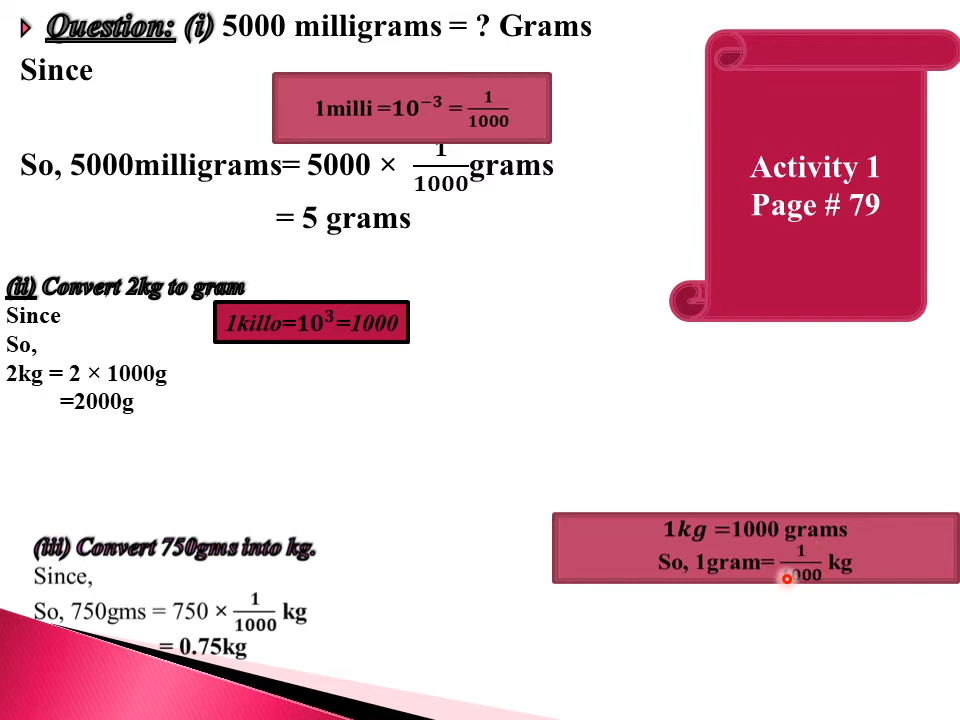 Question: (i) 5000 milligrams = ? Grams
Since
1milli =10⁻³ = 1/1000
So, 5000milligrams= 5000 × 1/1000 grams
= 5 grams
Activity 1
Page # 79
(ii) Convert 2kg to gram
Since
1killo=10³=1000
So,
2kg = 2 × 1000g
=2000g
(iii) Convert 750gms into kg.
Since,
1kg =1000 grams
So, 1gram= 1/1000 kg
So, 750gms = 750 × 1/1000 kg
= 0.75kg